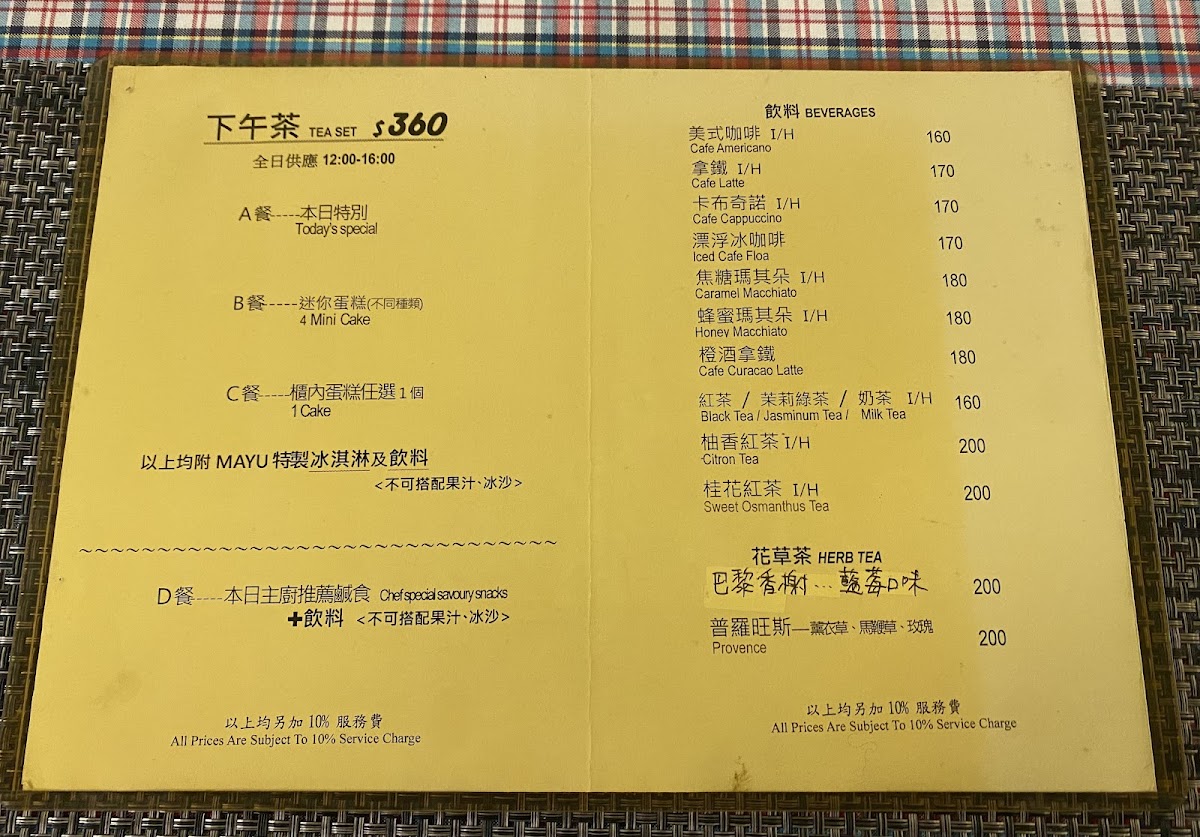 下午茶 TEA SET $360
全日供應 12:00-16:00
A 餐-----本日特別
Today's special
B 餐-----迷你蛋糕(不同種類)
4 Mini Cake
C 餐-----櫃內蛋糕任選 1 個
1 Cake
以上均附 MAYU 特製冰淇淋及飲料
<不可搭配果汁、冰沙>
~~~~~~~~~~~~~~~~~~~~~~~~~~~~~~~
D 餐----本日主廚推薦鹹食 Chef special savoury snacks
+飲料 <不可搭配果汁、冰沙>
以上均另加 10% 服務費
All Prices Are Subject To 10% Service Charge
飲料 BEVERAGES
美式咖啡 I/H 160
Cafe Americano
拿鐵 I/H 170
Cafe Latte
卡布奇諾 I/H 170
Cafe Cappuccino
漂浮冰咖啡 170
Iced Cafe Floa
焦糖瑪其朵 I/H 180
Caramel Macchiato
蜂蜜瑪其朵 I/H 180
Honey Macchiato
橙酒拿鐵 180
Cafe Curacao Latte
紅茶 / 茉莉綠茶 / 奶茶 I/H 160
Black Tea / Jasminum Tea / Milk Tea
柚香紅茶 I/H 200
Citron Tea
桂花紅茶 I/H 200
Sweet Osmanthus Tea
花草茶 HERB TEA
巴黎香榭...藍莓口味 200
普羅旺斯—薰衣草、馬鞭草、玫瑰 200
Provence
以上均另加 10% 服務費
All Prices Are Subject To 10% Service Charge